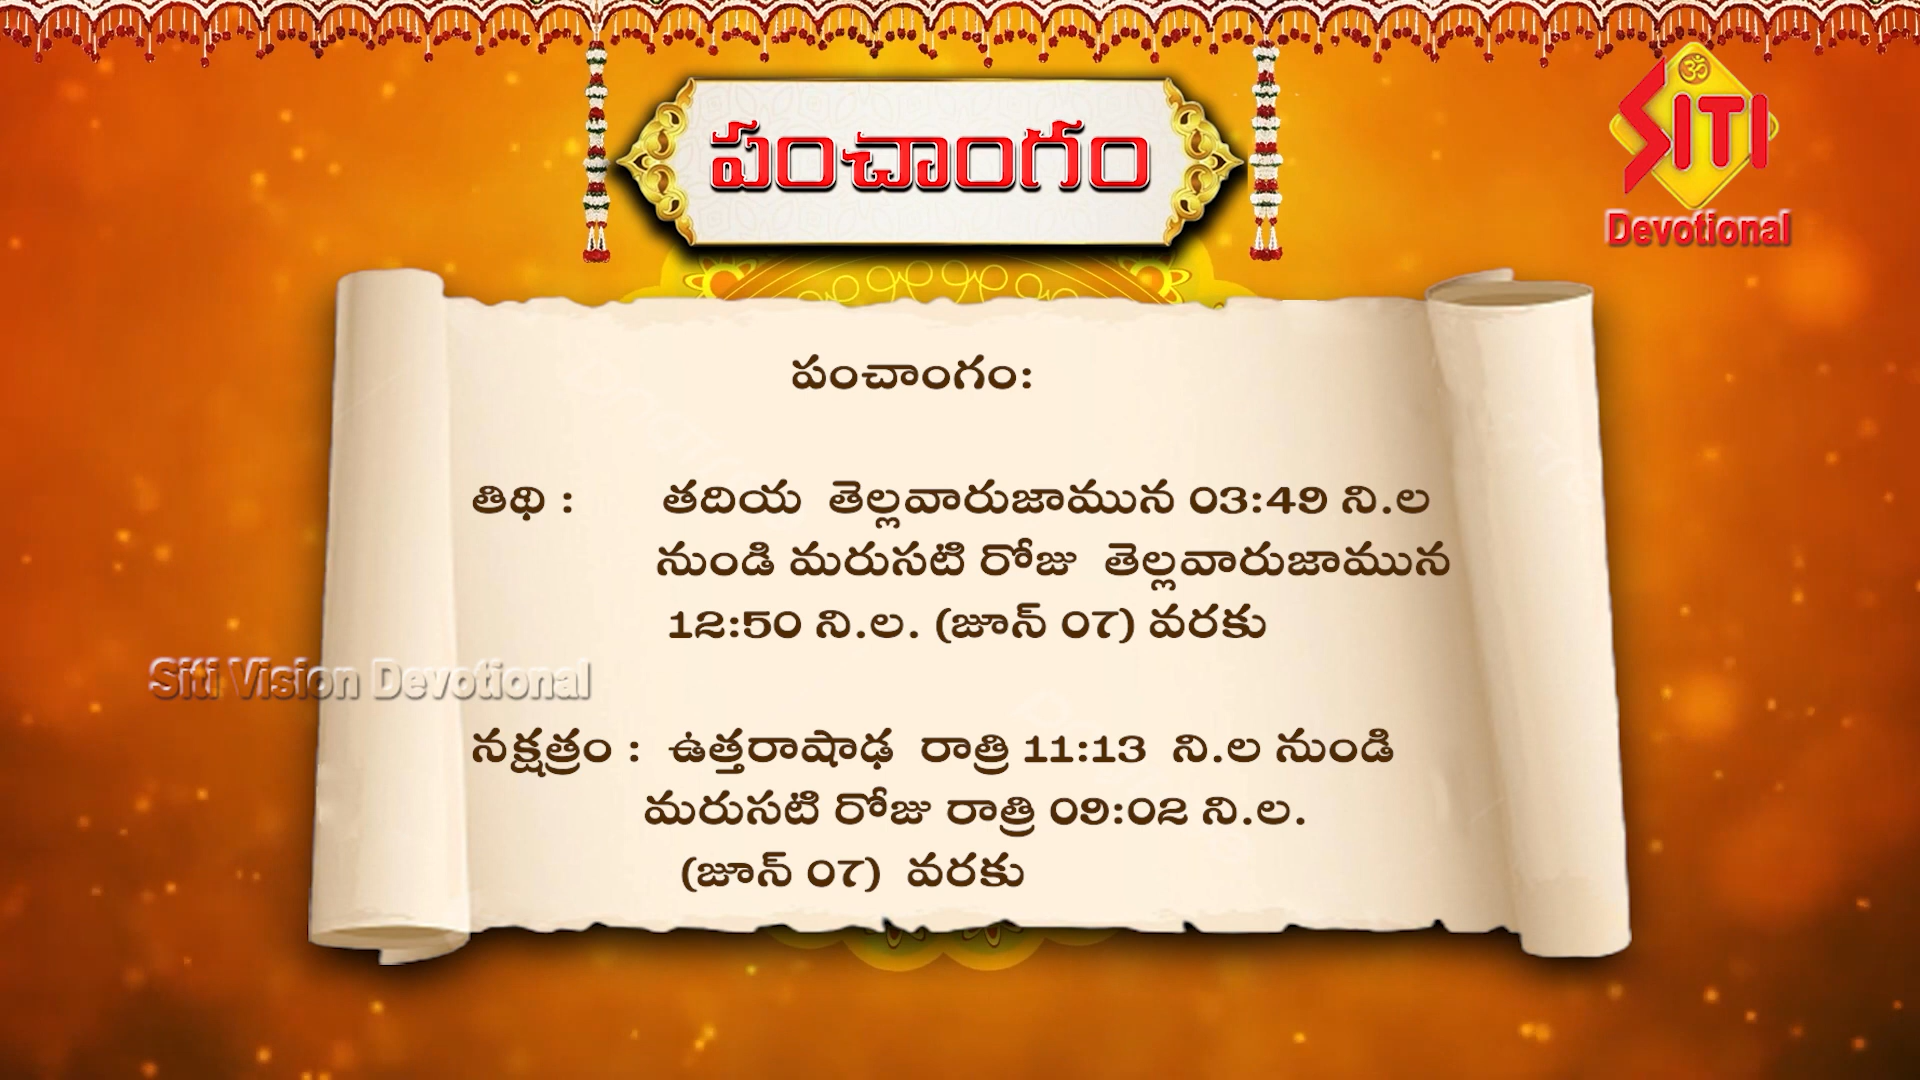 పంచాంగం
ॐ
SITI
Devotional
పంచాంగం:
తిథి : తదియ తెల్లవారుజామున 03:49 ని.ల
నుండి మరుసటి రోజు తెల్లవారుజామున
12:50 ని.ల. (జూన్ 07) వరకు
Siti Vision Devotional
నక్షత్రం : ఉత్తరాషాఢ రాత్రి 11:13 ని.ల నుండి
మరుసటి రోజు రాత్రి 09:02 ని.ల.
(జూన్ 07) వరకు